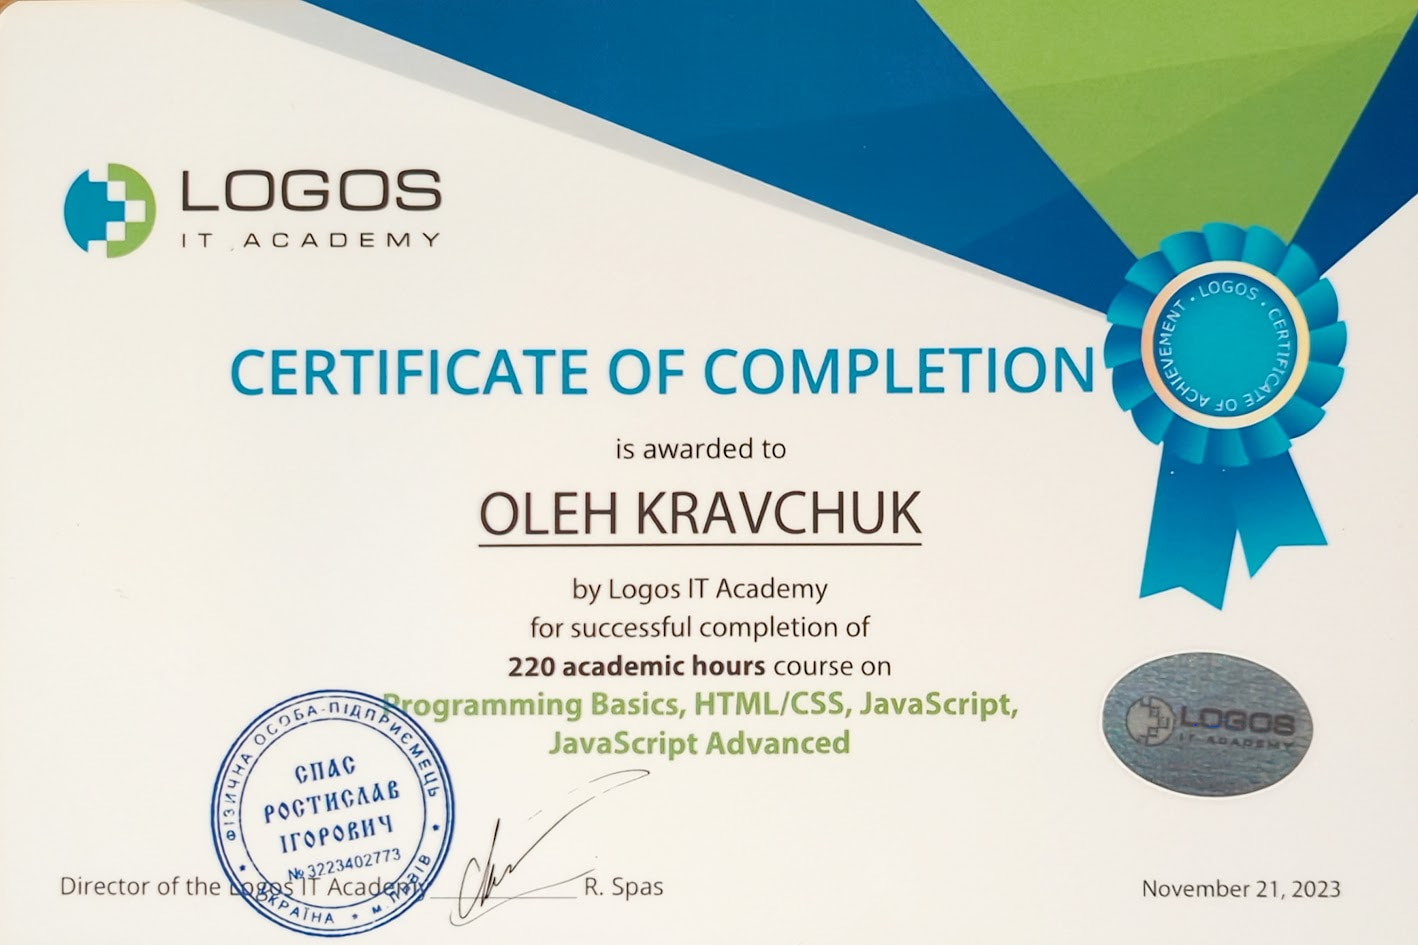 LOGOS
IT ACADEMY
LOGOS · CERTIFICATE OF ACHIEVEMENT ·
CERTIFICATE OF COMPLETION
is awarded to
OLEH KRAVCHUK
by Logos IT Academy
for successful completion of
220 academic hours course on
Programming Basics, HTML/CSS, JavaScript,
JavaScript Advanced
LOGOS
IT ACADEMY
ФІЗИЧНА ОСОБА-ПІДПРИЄМЕЦЬ
СПАС
РОСТИСЛАВ
ІГОРОВИЧ
№3223402773
* УКРАЇНА * м.ЛЬВІВ *
Director of the Logos IT Academy
R. Spas
November 21, 2023